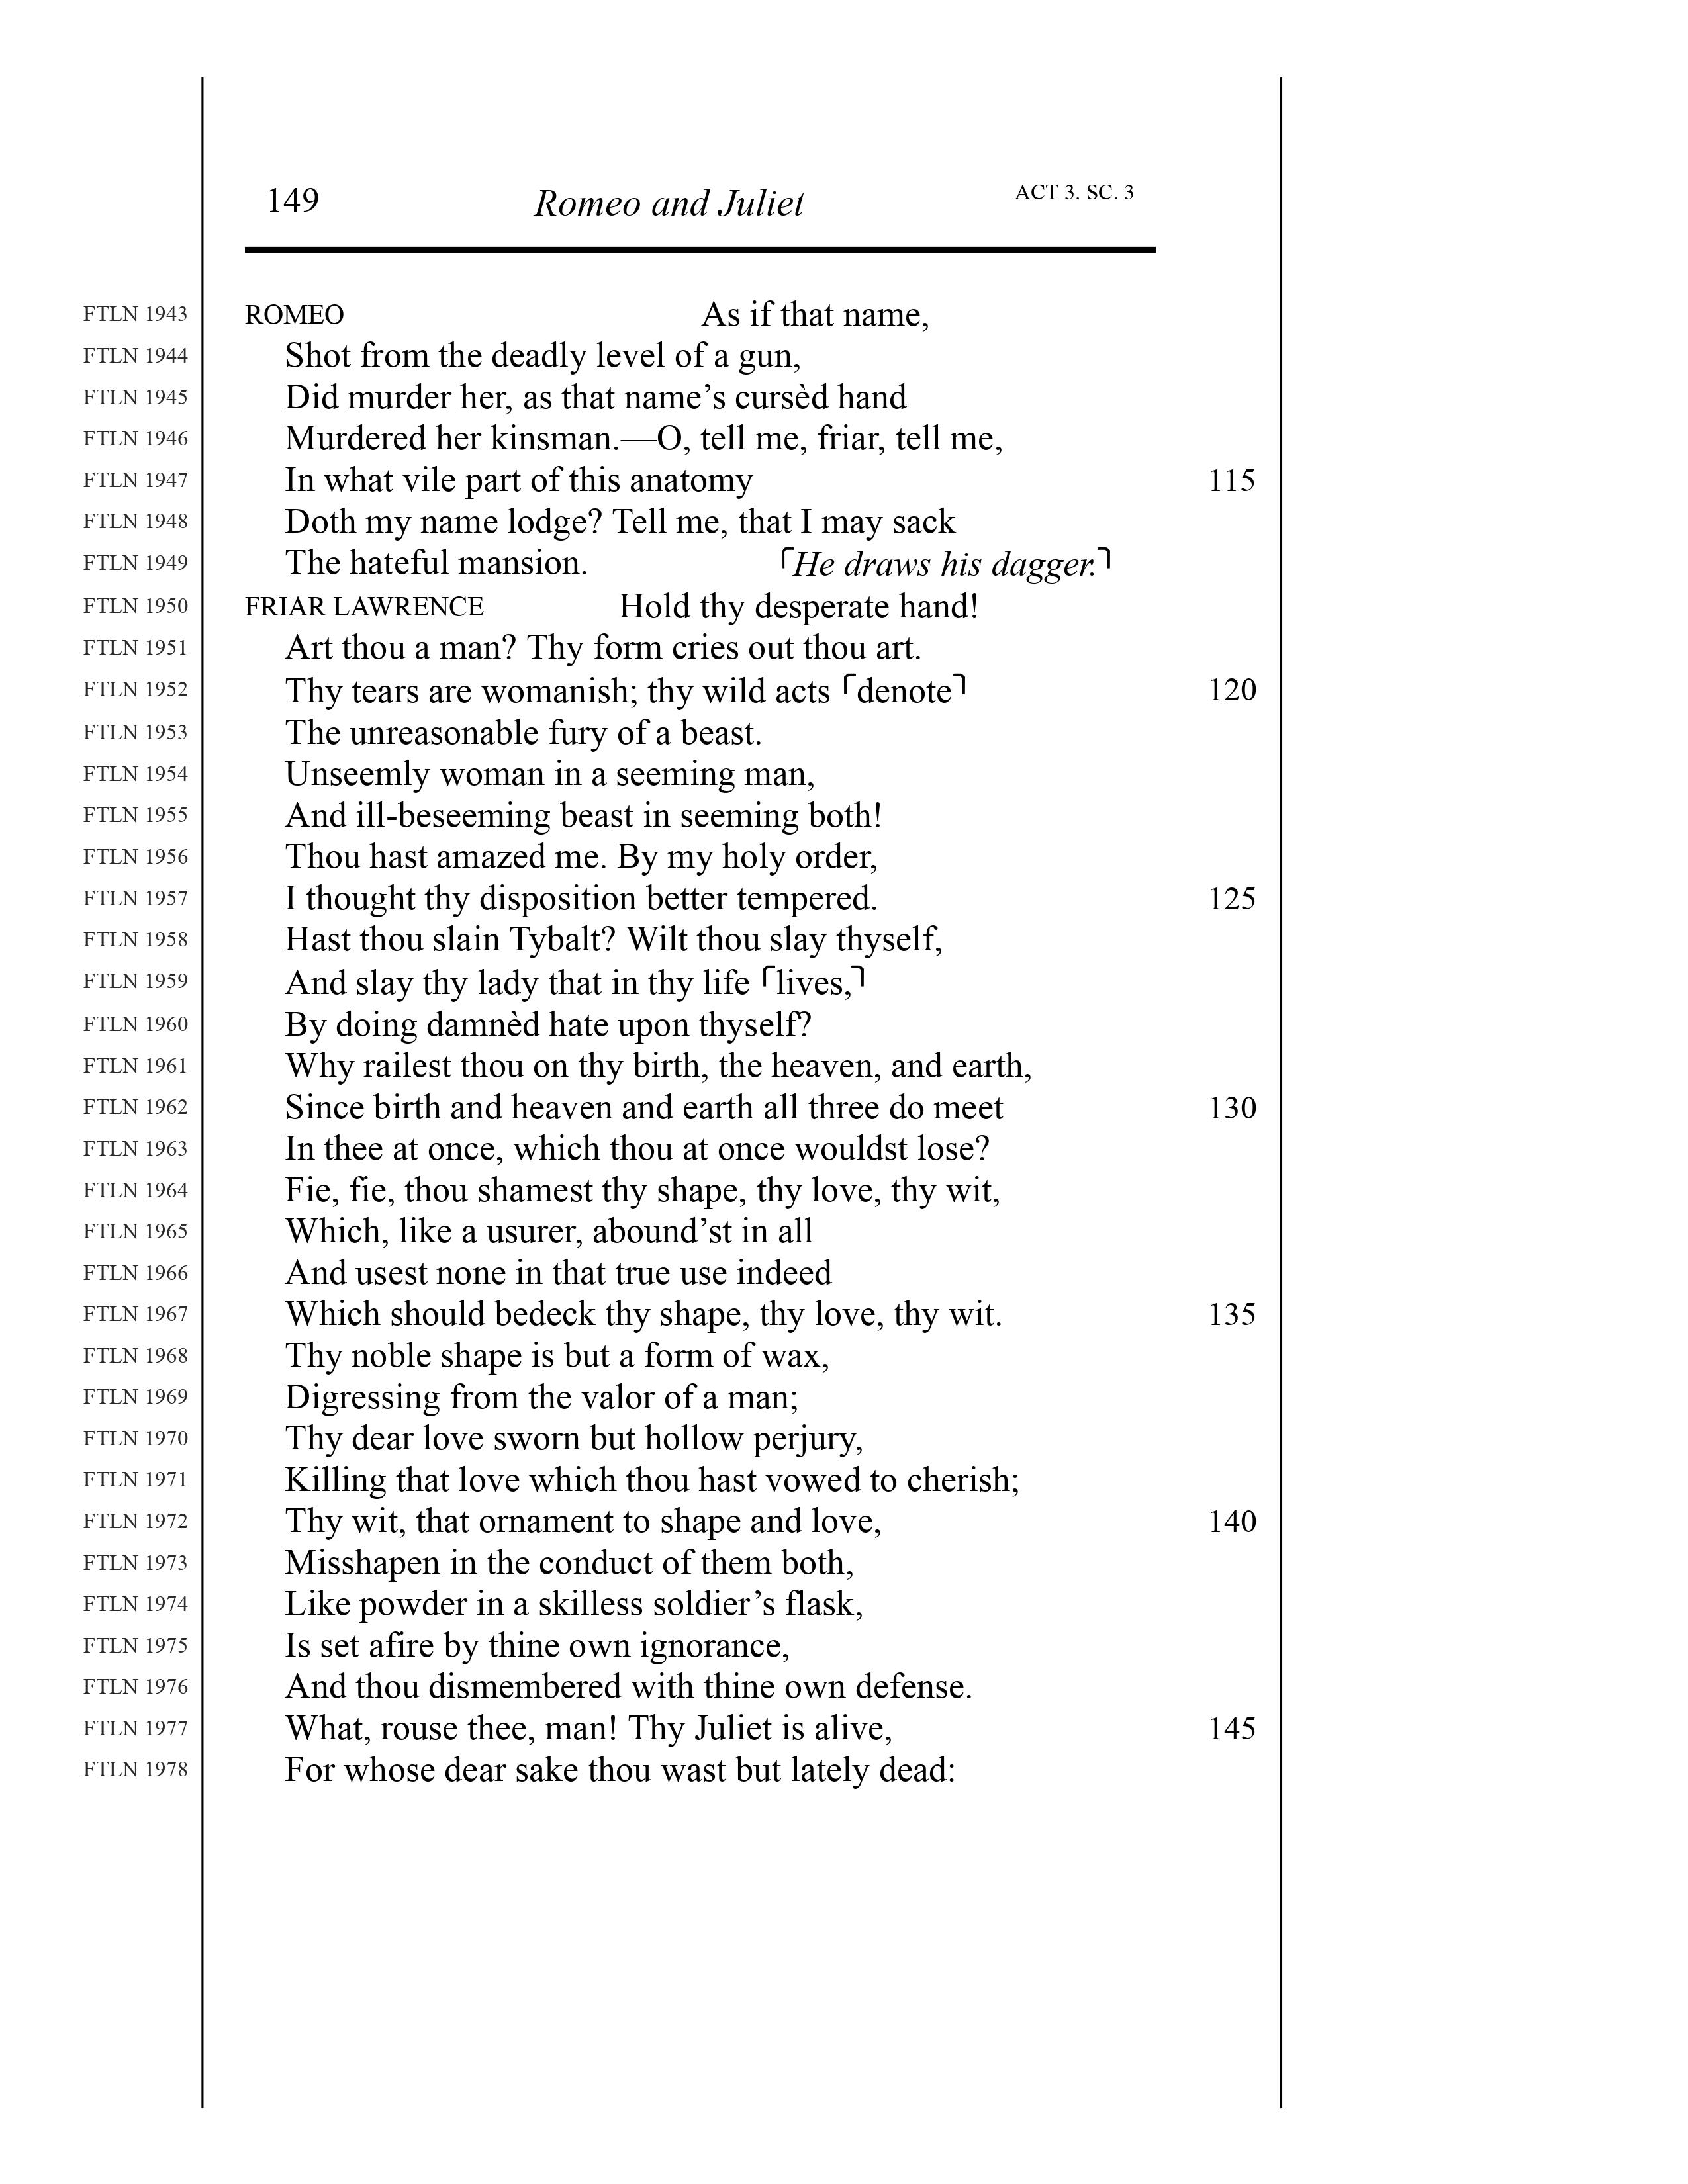 149 Romeo and Juliet ACT 3. SC. 3
FTLN 1943 ROMEO As if that name,
FTLN 1944 Shot from the deadly level of a gun,
FTLN 1945 Did murder her, as that name’s cursèd hand
FTLN 1946 Murdered her kinsman.—O, tell me, friar, tell me,
FTLN 1947 In what vile part of this anatomy 115
FTLN 1948 Doth my name lodge? Tell me, that I may sack
FTLN 1949 The hateful mansion. ⌜He draws his dagger.⌝
FTLN 1950 FRIAR LAWRENCE Hold thy desperate hand!
FTLN 1951 Art thou a man? Thy form cries out thou art.
FTLN 1952 Thy tears are womanish; thy wild acts ⌜denote⌝ 120
FTLN 1953 The unreasonable fury of a beast.
FTLN 1954 Unseemly woman in a seeming man,
FTLN 1955 And ill-beseeming beast in seeming both!
FTLN 1956 Thou hast amazed me. By my holy order,
FTLN 1957 I thought thy disposition better tempered. 125
FTLN 1958 Hast thou slain Tybalt? Wilt thou slay thyself,
FTLN 1959 And slay thy lady that in thy life ⌜lives,⌝
FTLN 1960 By doing damnèd hate upon thyself?
FTLN 1961 Why railest thou on thy birth, the heaven, and earth,
FTLN 1962 Since birth and heaven and earth all three do meet 130
FTLN 1963 In thee at once, which thou at once wouldst lose?
FTLN 1964 Fie, fie, thou shamest thy shape, thy love, thy wit,
FTLN 1965 Which, like a usurer, abound’st in all
FTLN 1966 And usest none in that true use indeed
FTLN 1967 Which should bedeck thy shape, thy love, thy wit. 135
FTLN 1968 Thy noble shape is but a form of wax,
FTLN 1969 Digressing from the valor of a man;
FTLN 1970 Thy dear love sworn but hollow perjury,
FTLN 1971 Killing that love which thou hast vowed to cherish;
FTLN 1972 Thy wit, that ornament to shape and love, 140
FTLN 1973 Misshapen in the conduct of them both,
FTLN 1974 Like powder in a skilless soldier’s flask,
FTLN 1975 Is set afire by thine own ignorance,
FTLN 1976 And thou dismembered with thine own defense.
FTLN 1977 What, rouse thee, man! Thy Juliet is alive, 145
FTLN 1978 For whose dear sake thou wast but lately dead: